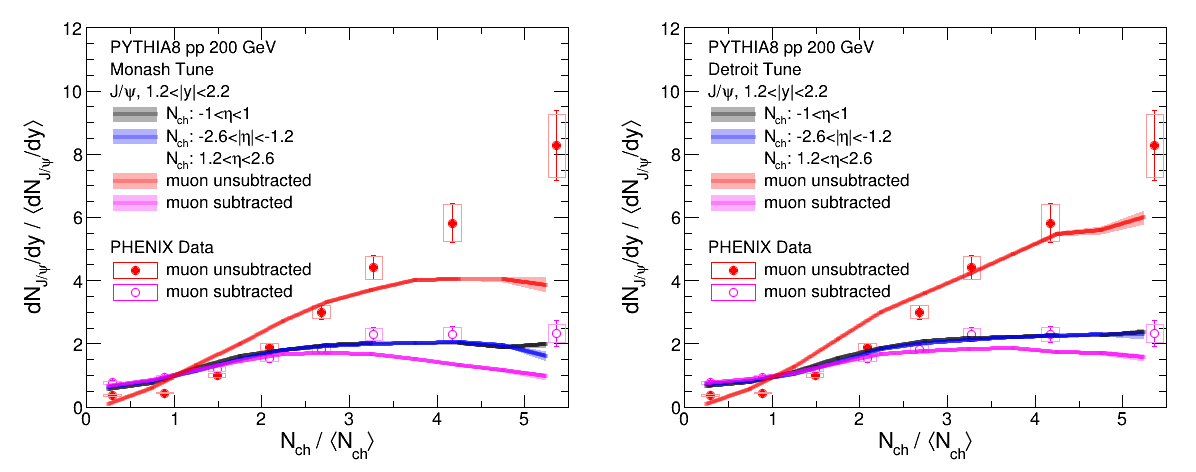 12
10
8
6
4
2
0
dN_J/ψ/dy / ⟨dN_J/ψ/dy⟩
PYTHIA8 pp 200 GeV
Monash Tune
J/ψ, 1.2<|y|<2.2
N_ch: -1<η<1
N_ch: -2.6<|η|<-1.2
N_ch: 1.2<η<2.6
muon unsubtracted
muon subtracted
PHENIX Data
muon unsubtracted
muon subtracted
0 1 2 3 4 5
N_ch / ⟨N_ch⟩
12
10
8
6
4
2
0
dN_J/ψ/dy / ⟨dN_J/ψ/dy⟩
PYTHIA8 pp 200 GeV
Detroit Tune
J/ψ, 1.2<|y|<2.2
N_ch: -1<η<1
N_ch: -2.6<|η|<-1.2
N_ch: 1.2<η<2.6
muon unsubtracted
muon subtracted
PHENIX Data
muon unsubtracted
muon subtracted
0 1 2 3 4 5
N_ch / ⟨N_ch⟩